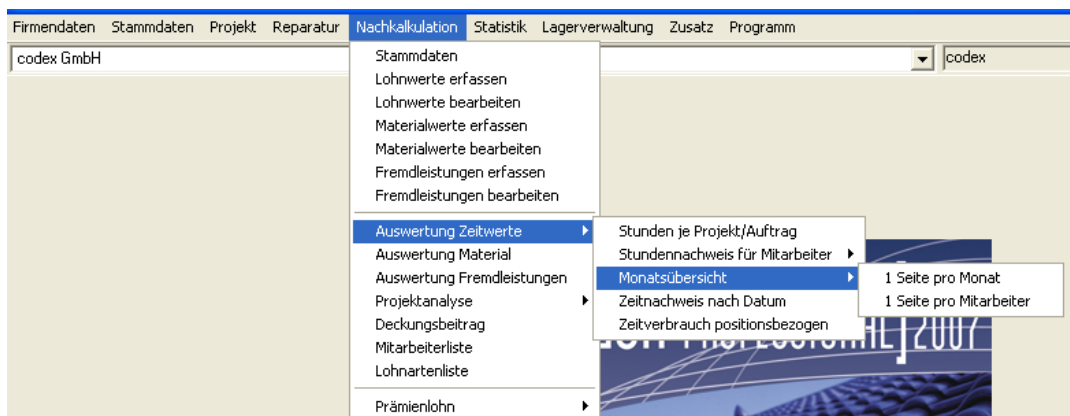 Firmendaten Stammdaten Projekt Reparatur Nachkalkulation Statistik Lagerverwaltung Zusatz Programm
codex GmbH codex
Stammdaten
Lohnwerte erfassen
Lohnwerte bearbeiten
Materialwerte erfassen
Materialwerte bearbeiten
Fremdleistungen erfassen
Fremdleistungen bearbeiten
Auswertung Zeitwerte
Auswertung Material
Auswertung Fremdleistungen
Projektanalyse
Deckungsbeitrag
Mitarbeiterliste
Lohnartenliste
Prämienlohn
Stunden je Projekt/Auftrag
Stundennachweis für Mitarbeiter
Monatsübersicht
Zeitnachweis nach Datum
Zeitverbrauch positionsbezogen
1 Seite pro Monat
1 Seite pro Mitarbeiter
2007